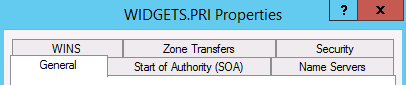 WIDGETS.PRI Properties ? x
WINS Zone Transfers Security
General Start of Authority (SOA) Name Servers